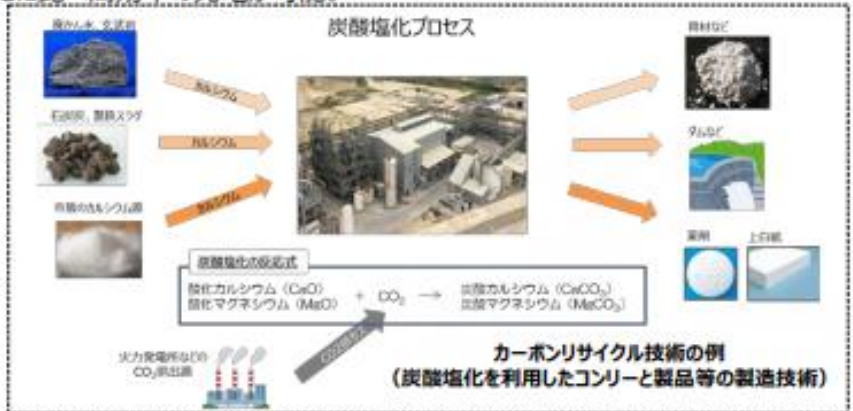 炭酸塩化プロセス
廃かん水、玄武岩
石炭灰、製鉄スラグ
カルシウム
カルシウム
カルシウム
骨材など
ダムなど
薬剤
上白紙
炭酸塩化の反応式
酸化カルシウム（CaO）
酸化マグネシウム（MgO）
+ CO₂ →
炭酸カルシウム（CaCO₃）
炭酸マグネシウム（MgCO₃）
火力発電所などの
CO₂排出源
カーボンリサイクル技術の例
（炭酸塩化を利用したコンリーと製品等の製造技術）